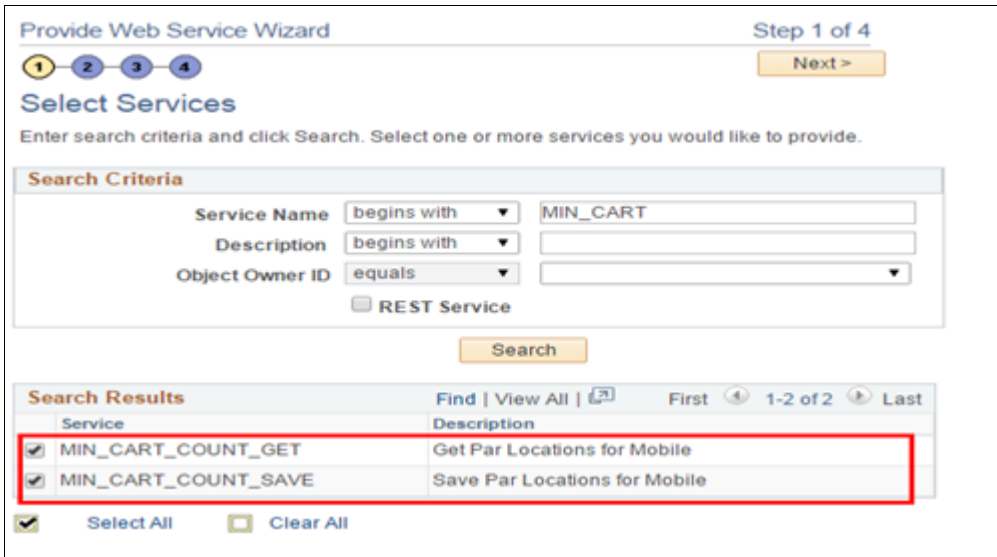 Provide Web Service Wizard Step 1 of 4
1 2 3 4 Next >
Select Services
Enter search criteria and click Search. Select one or more services you would like to provide.
Search Criteria
Service Name begins with MIN_CART
Description begins with
Object Owner ID equals
REST Service
Search
Search Results Find | View All | First 1-2 of 2 Last
Service Description
MIN_CART_COUNT_GET Get Par Locations for Mobile
MIN_CART_COUNT_SAVE Save Par Locations for Mobile
Select All Clear All